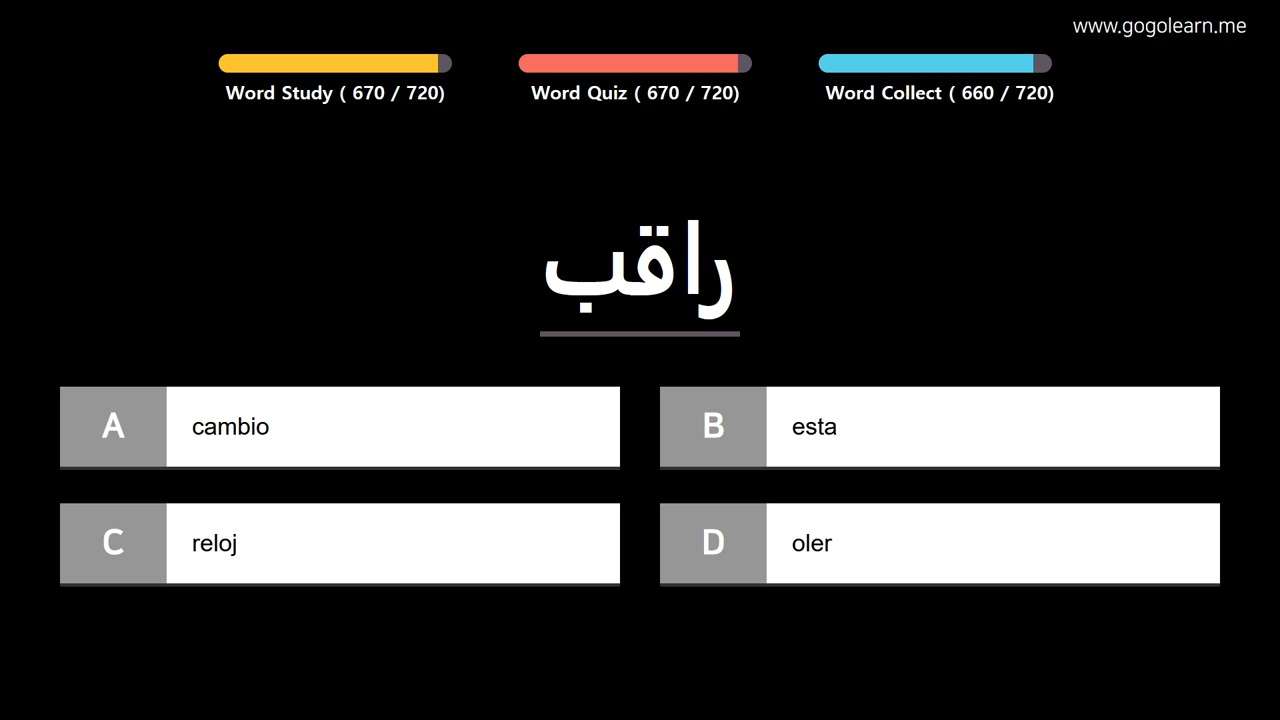 www.gogolearn.me
Word Study ( 670 / 720)
Word Quiz ( 670 / 720)
Word Collect ( 660 / 720)
راقب
A cambio
B esta
C reloj
D oler